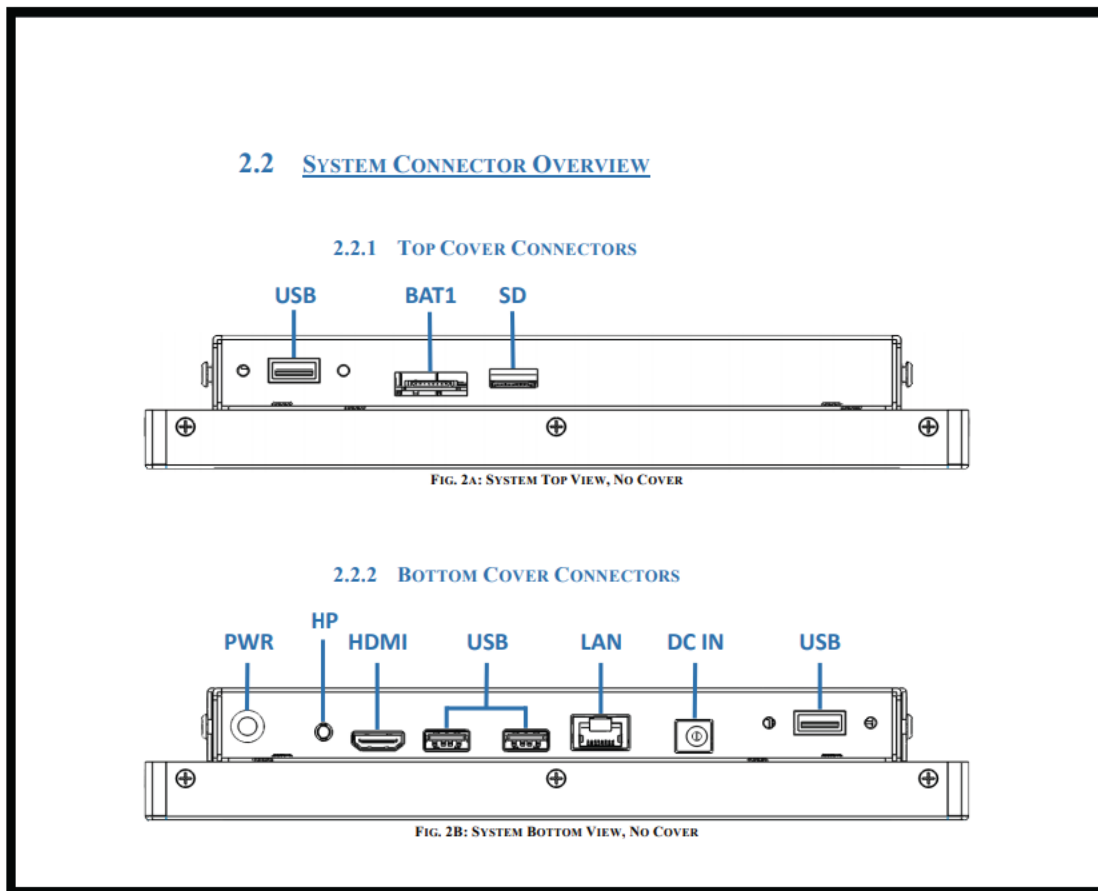 2.2 SYSTEM CONNECTOR OVERVIEW
2.2.1 TOP COVER CONNECTORS
USB BAT1 SD
FIG. 2A: SYSTEM TOP VIEW, NO COVER
2.2.2 BOTTOM COVER CONNECTORS
PWR HP HDMI USB LAN DC IN USB
FIG. 2B: SYSTEM BOTTOM VIEW, NO COVER